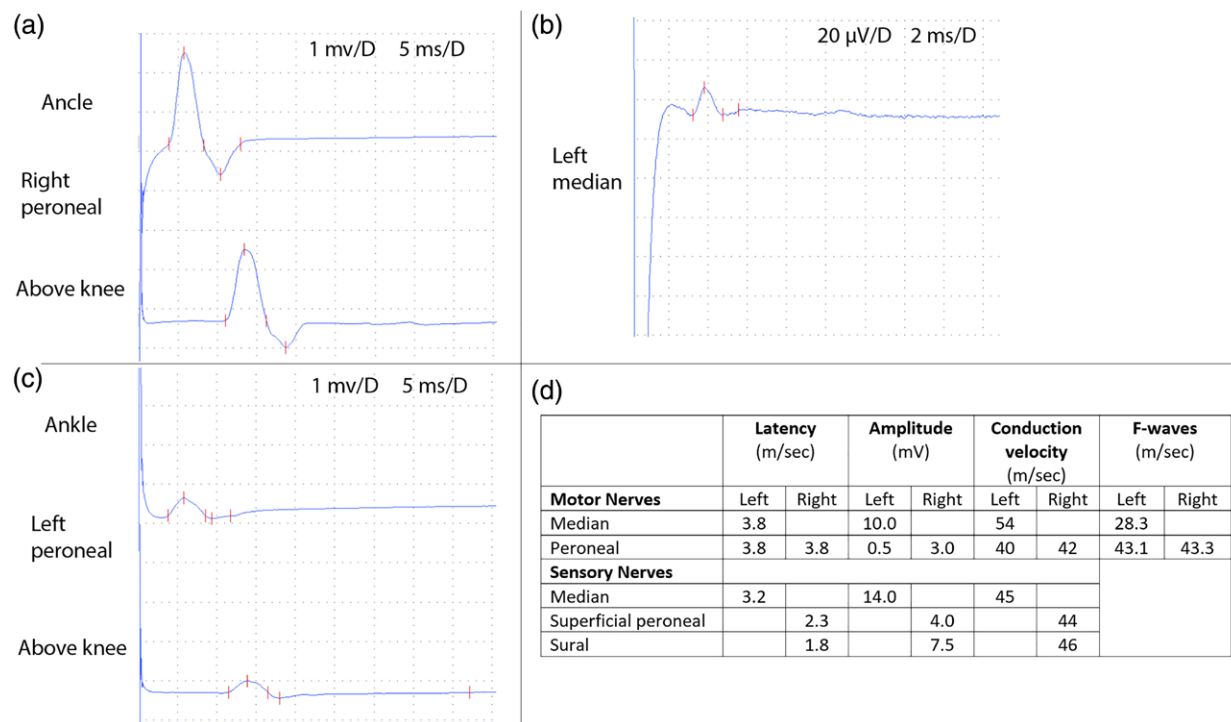 (a)
1 mv/D 5 ms/D
Ancle
Right
peroneal
Above knee
(b)
20 µV/D 2 ms/D
Left
median
(c)
1 mv/D 5 ms/D
Ankle
Left
peroneal
Above knee
(d)
Latency Amplitude Conduction F-waves
(m/sec) (mV) velocity (m/sec)
(m/sec)
Motor Nerves Left Right Left Right Left Right Left Right
Median 3.8 10.0 54 28.3
Peroneal 3.8 3.8 0.5 3.0 40 42 43.1 43.3
Sensory Nerves
Median 3.2 14.0 45
Superficial peroneal 2.3 4.0 44
Sural 1.8 7.5 46